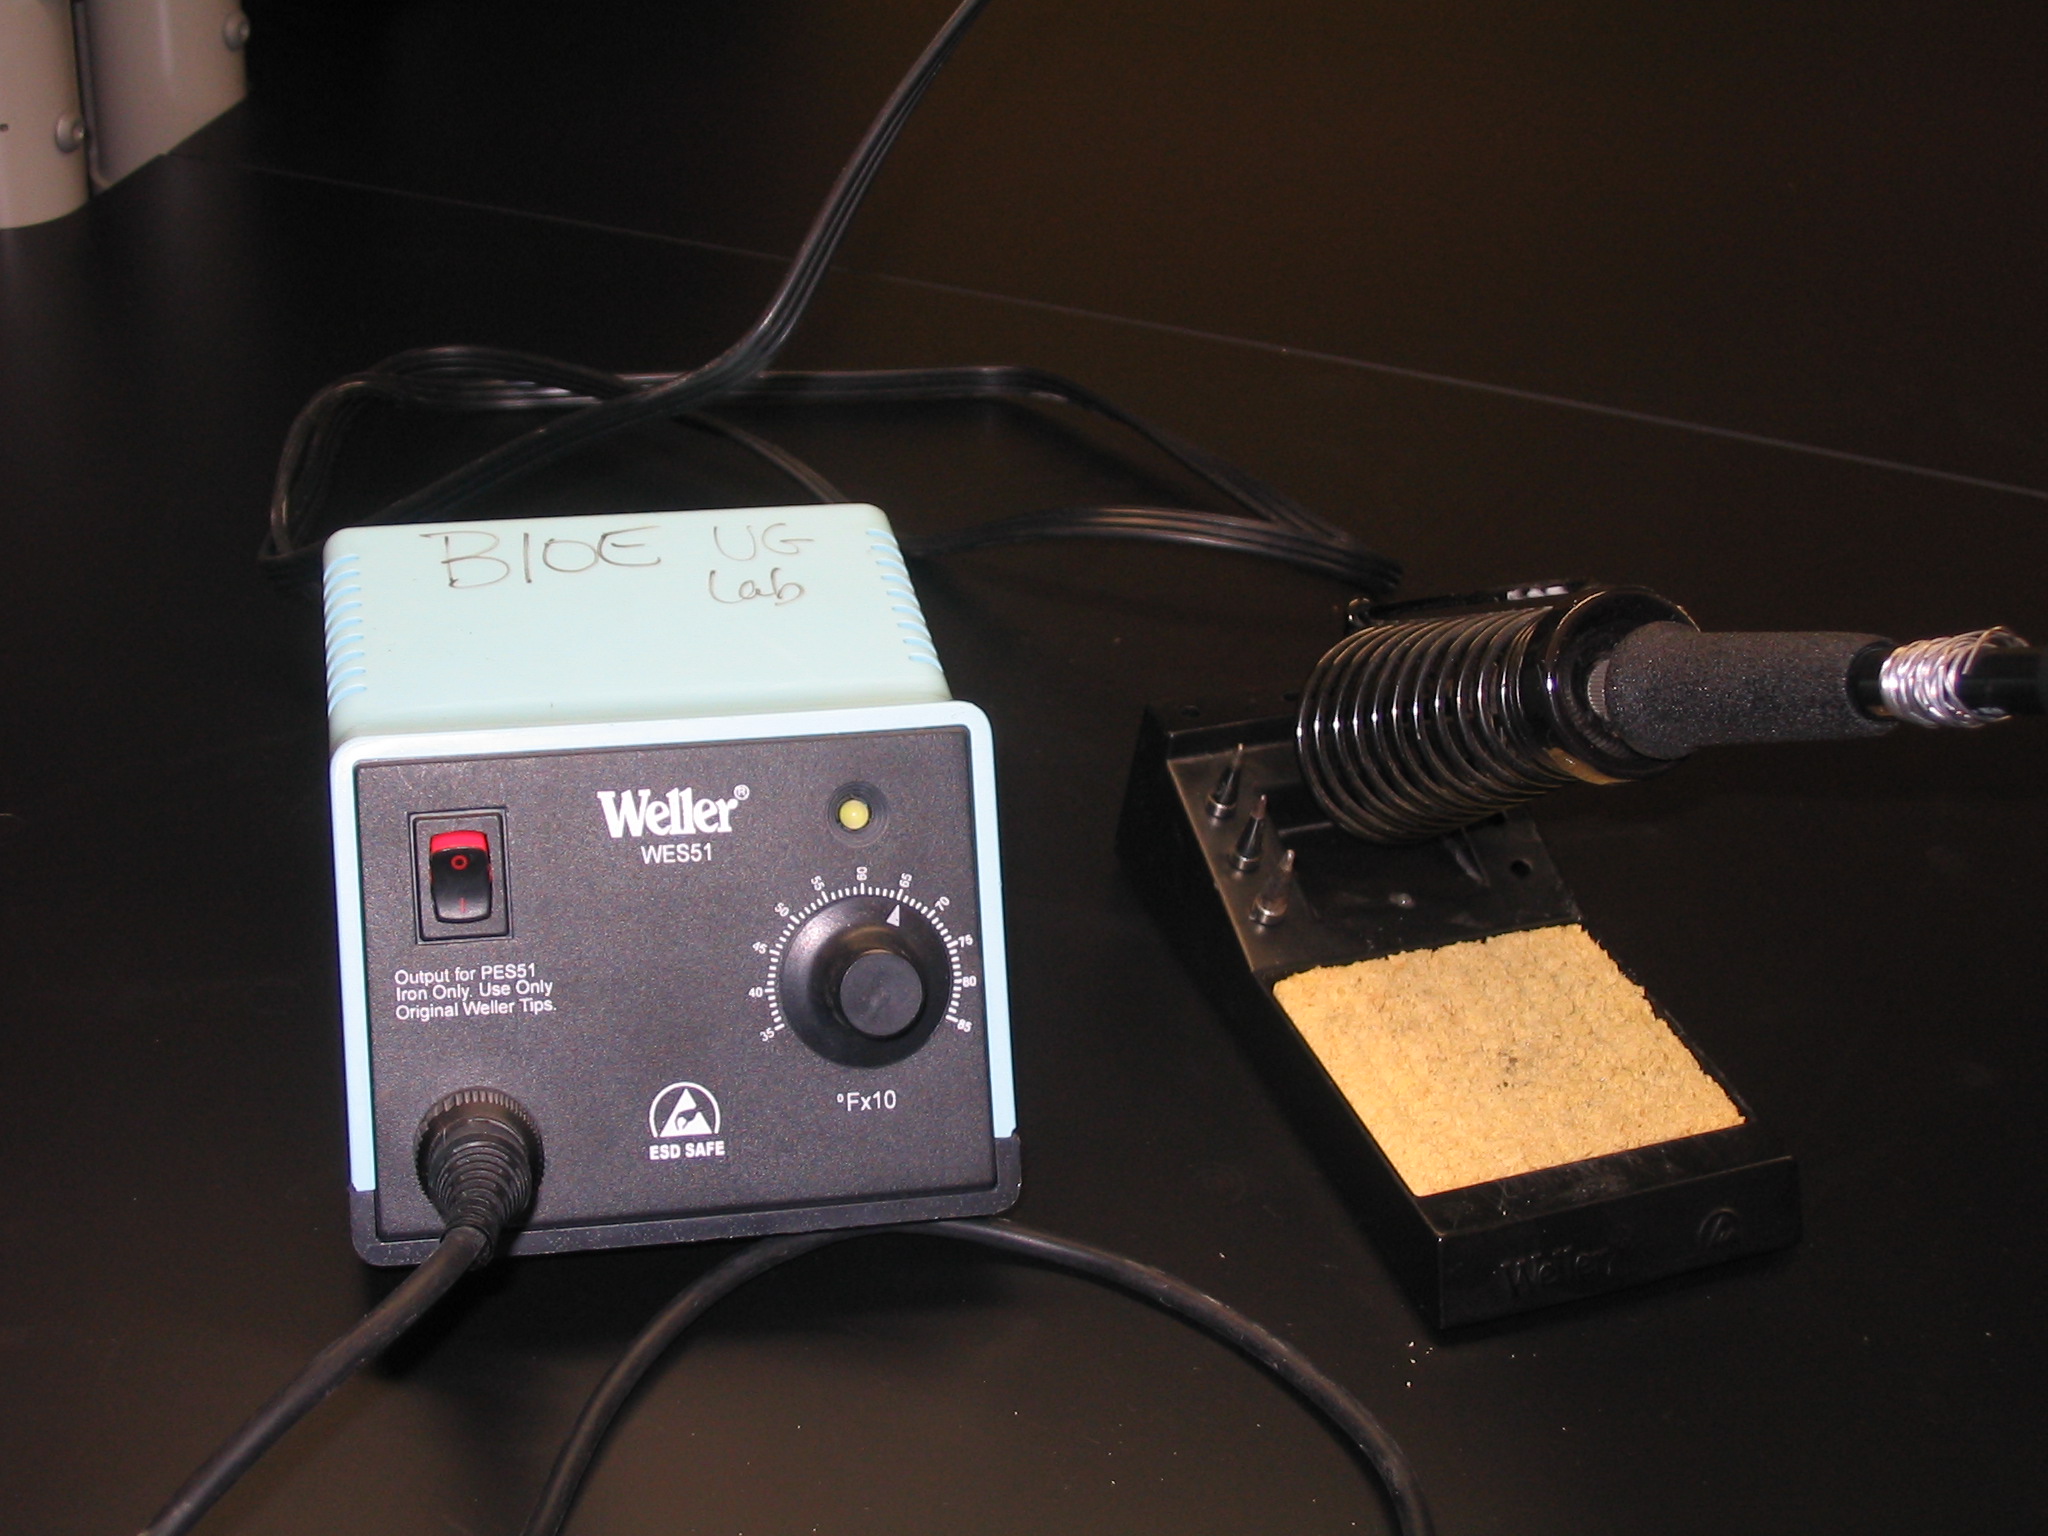 BIOE UG
Lab
Weller®
WES51
O
I
Output for PES51
Iron Only. Use Only
Original Weller Tips.
35 40 45 50 55 60 65 70 75 80 85
°Fx10
ESD SAFE
Weller